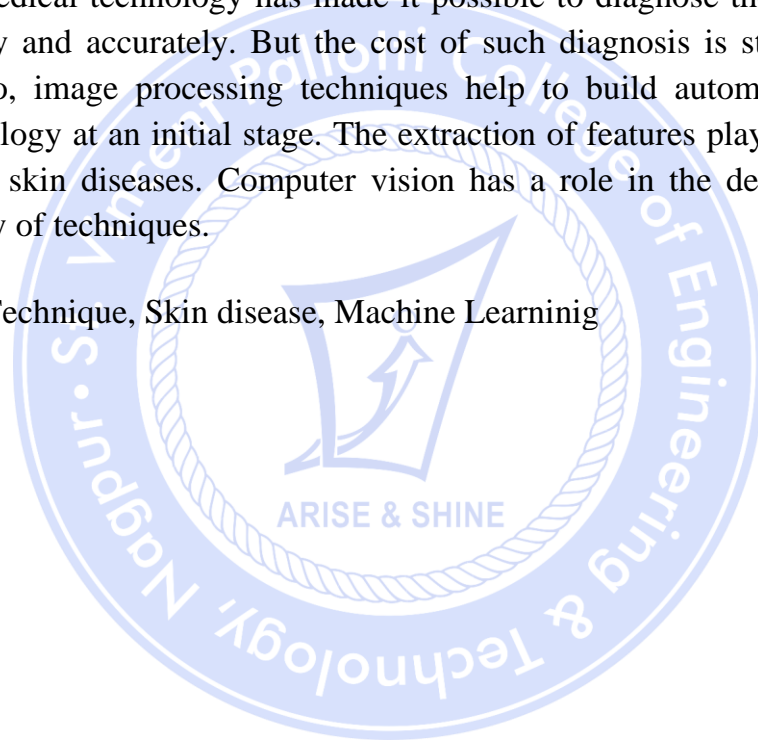 edical technology has made it possible to diagnose th
y and accurately. But the cost of such diagnosis is st
o, image processing techniques help to build autom
logy at an initial stage. The extraction of features play
skin diseases. Computer vision has a role in the de
y of techniques.
Technique, Skin disease, Machine Learninig
St. Vincent Pallotti College of Engineering & Technology, Nagpur •
ARISE & SHINE